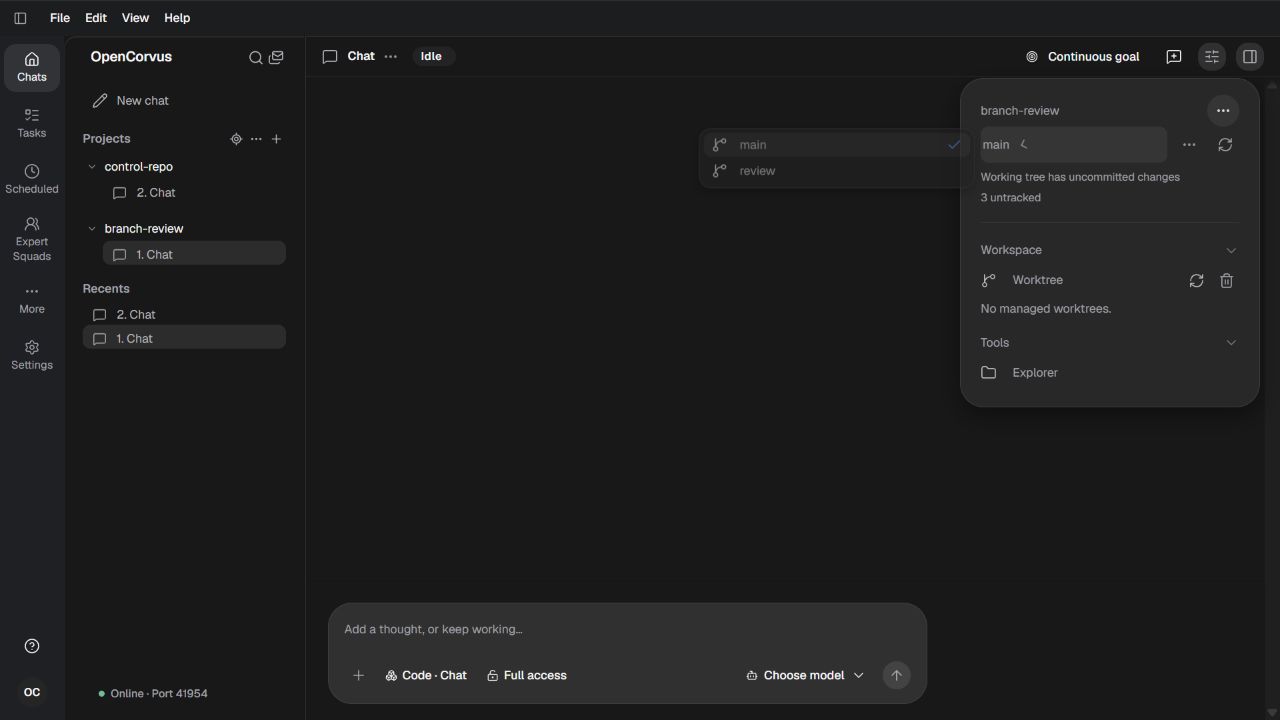 File Edit View Help
Chats
Tasks
Scheduled
Expert
Squads
More
Settings
OC
OpenCorvus
New chat
Projects
control-repo
2. Chat
branch-review
1. Chat
Recents
2. Chat
1. Chat
Online · Port 41954
Chat
Idle
Continuous goal
main
review
branch-review
main
Working tree has uncommitted changes
3 untracked
Workspace
Worktree
No managed worktrees.
Tools
Explorer
Add a thought, or keep working...
Code · Chat Full access Choose model